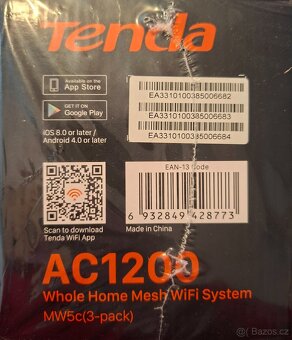 Tenda
Available on the
App Store
GET IT ON
Google Play
iOS 8.0 or later /
Android 4.0 or later
EA3310100385006682
EA3310100385006683
EA3310100385006684
EAN-13 Code
6 932849 428773
Scan to download
Tenda WiFi App
Made in China
AC1200
Whole Home Mesh WiFi System
MW5c(3-pack)
bazos.cz